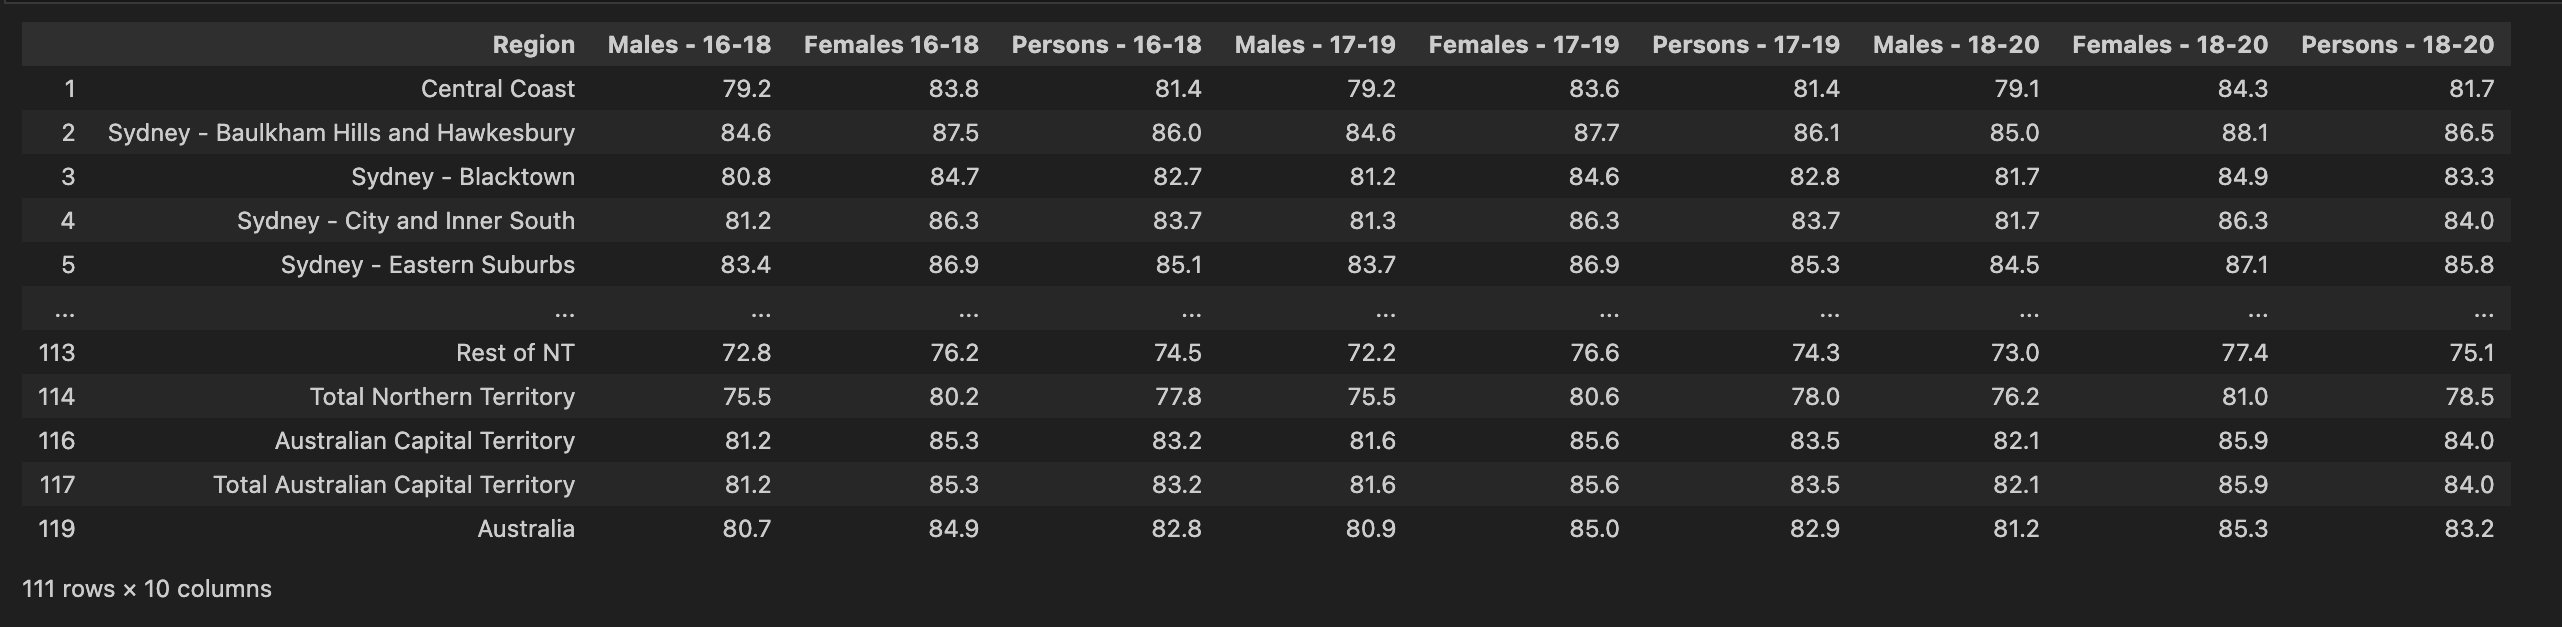 Region Males - 16-18 Females 16-18 Persons - 16-18 Males - 17-19 Females - 17-19 Persons - 17-19 Males - 18-20 Females - 18-20 Persons - 18-20
1 Central Coast 79.2 83.8 81.4 79.2 83.6 81.4 79.1 84.3 81.7
2 Sydney - Baulkham Hills and Hawkesbury 84.6 87.5 86.0 84.6 87.7 86.1 85.0 88.1 86.5
3 Sydney - Blacktown 80.8 84.7 82.7 81.2 84.6 82.8 81.7 84.9 83.3
4 Sydney - City and Inner South 81.2 86.3 83.7 81.3 86.3 83.7 81.7 86.3 84.0
5 Sydney - Eastern Suburbs 83.4 86.9 85.1 83.7 86.9 85.3 84.5 87.1 85.8
... ... ... ... ... ... ... ... ... ... ...
113 Rest of NT 72.8 76.2 74.5 72.2 76.6 74.3 73.0 77.4 75.1
114 Total Northern Territory 75.5 80.2 77.8 75.5 80.6 78.0 76.2 81.0 78.5
116 Australian Capital Territory 81.2 85.3 83.2 81.6 85.6 83.5 82.1 85.9 84.0
117 Total Australian Capital Territory 81.2 85.3 83.2 81.6 85.6 83.5 82.1 85.9 84.0
119 Australia 80.7 84.9 82.8 80.9 85.0 82.9 81.2 85.3 83.2
111 rows × 10 columns